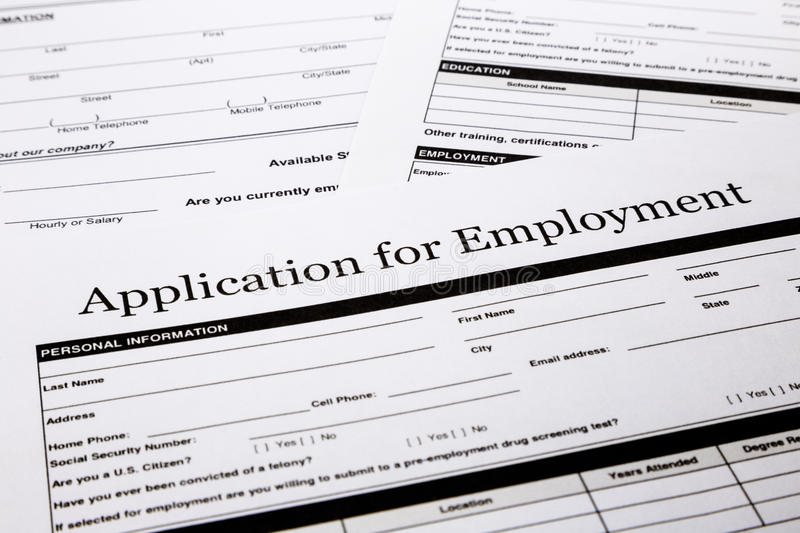 RMATION
Last First
Street (Apt) City/State
Street City/State
( ) ( )
Home Telephone Mobile Telephone
out our company?
Available S
Are you currently em
Hourly or Salary
Home Phone:
Social Security Number: Cell Phone:
Are you a U.S. Citizen? [ ] Yes [ ] No
Have you ever been convicted of a felony? [ ] Yes [ ] No
If selected for employment are you willing to submit to a pre-employment drug
EDUCATION
School Name Location
Other training, certifications
EMPLOYMENT
Employ
Application for Employment
PERSONAL INFORMATION
Last Name First Name Middle
Address City State Z
Home Phone: Cell Phone: Email address:
Social Security Number:
Are you a U.S. Citizen? [ ] Yes [ ] No
Have you ever been convicted of a felony? [ ] Yes [ ] No
If selected for employment are you willing to submit to a pre-employment drug screening test? [ ] Yes [ ] No
Location Years Attended Degree Re